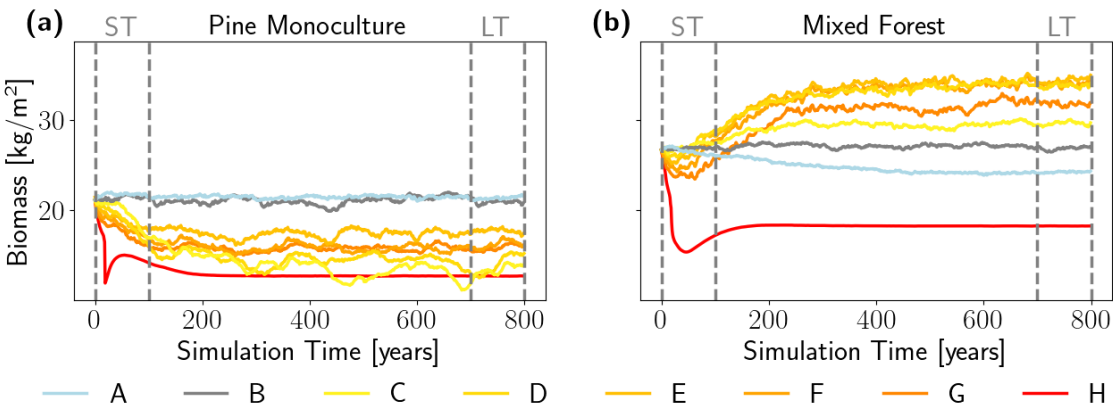 (a) ST Pine Monoculture LT
(b) ST Mixed Forest LT
Biomass [kg/m²]
30
20
0 200 400 600 800
0 200 400 600 800
Simulation Time [years]
Simulation Time [years]
A B C D E F G H